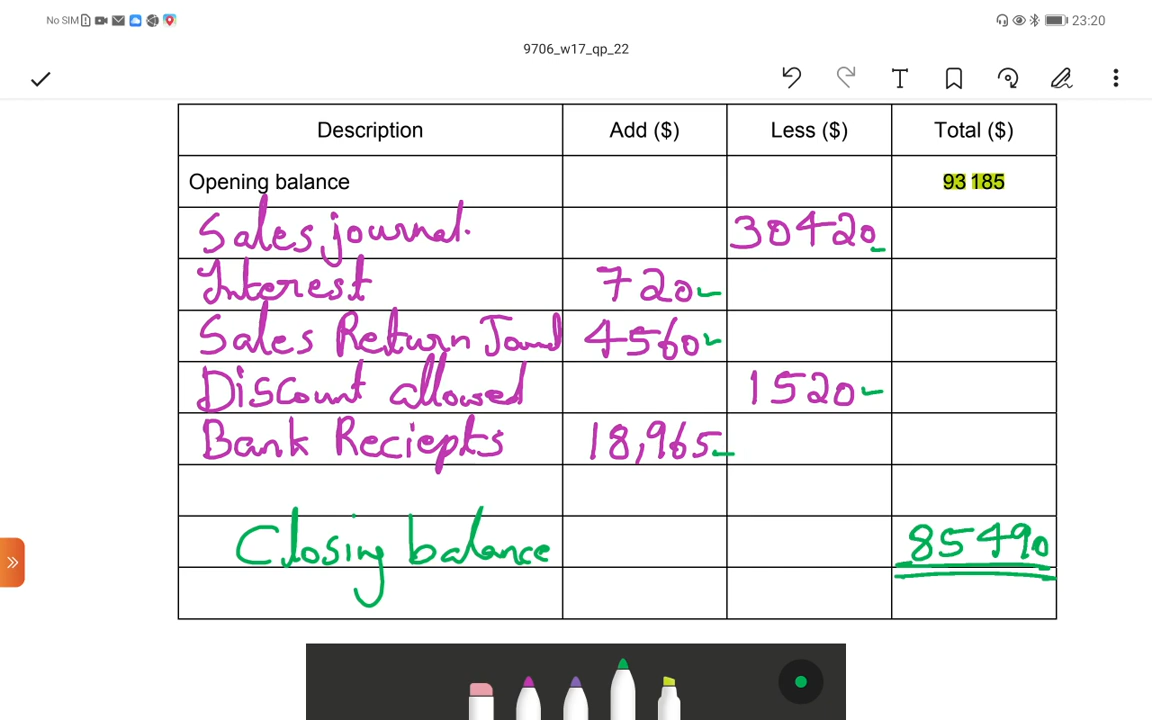 No SIM
23:20
9706_w17_qp_22
T
Description Add ($) Less ($) Total ($)
Opening balance 93 185
Sales journal. 30420
Interest 720
Sales Return 4560
Discount allowed 1520
Bank Reciepts 18,965
Closing balance 85490